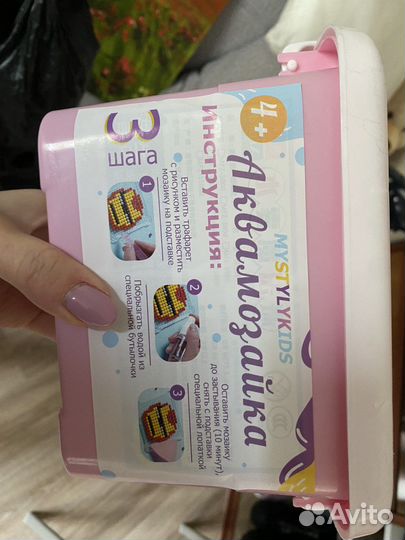 MYSTYLYKIDS
4+
Аквамозайка
Инструкция:
3
шага
1
Вставить трафарет
с рисунком и разместить
мозаику на подставке
2
Побрызгать водой из
специальной бутылочки
3
Оставить мозаику
до застывания (10 минут),
снять с подставки
специальной лопаткой
Avito